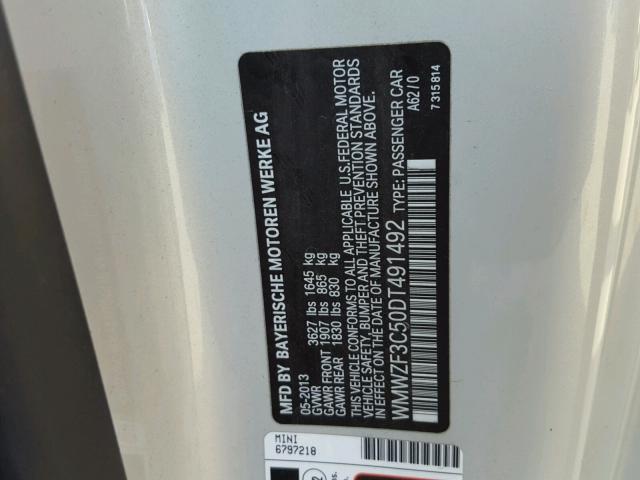 MFD BY BAYERISCHE MOTOREN WERKE AG
05-2013
GVWR 3627 lbs 1645 kg
GAWR FRONT 1907 lbs 865 kg
GAWR REAR 1830 lbs 830 kg
THIS VEHICLE CONFORMS TO ALL APPLICABLE U.S.FEDERAL MOTOR
VEHICLE SAFETY, BUMPER AND THEFT PREVENTION STANDARDS
IN EFFECT ON THE DATE OF MANUFACTURE SHOWN ABOVE.
WMWZF3C50DT491492 TYPE: PASSENGER CAR
A62/0
7 315 814
MINI
6797218